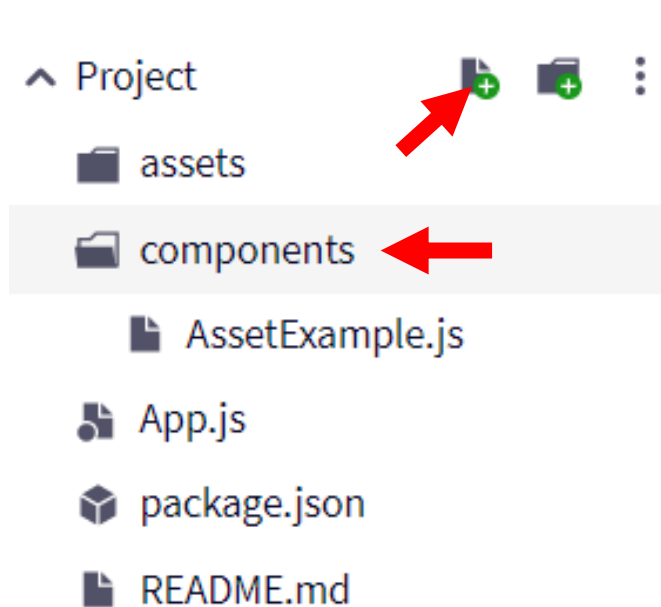 Project
assets
components
AssetExample.js
App.js
package.json
README.md